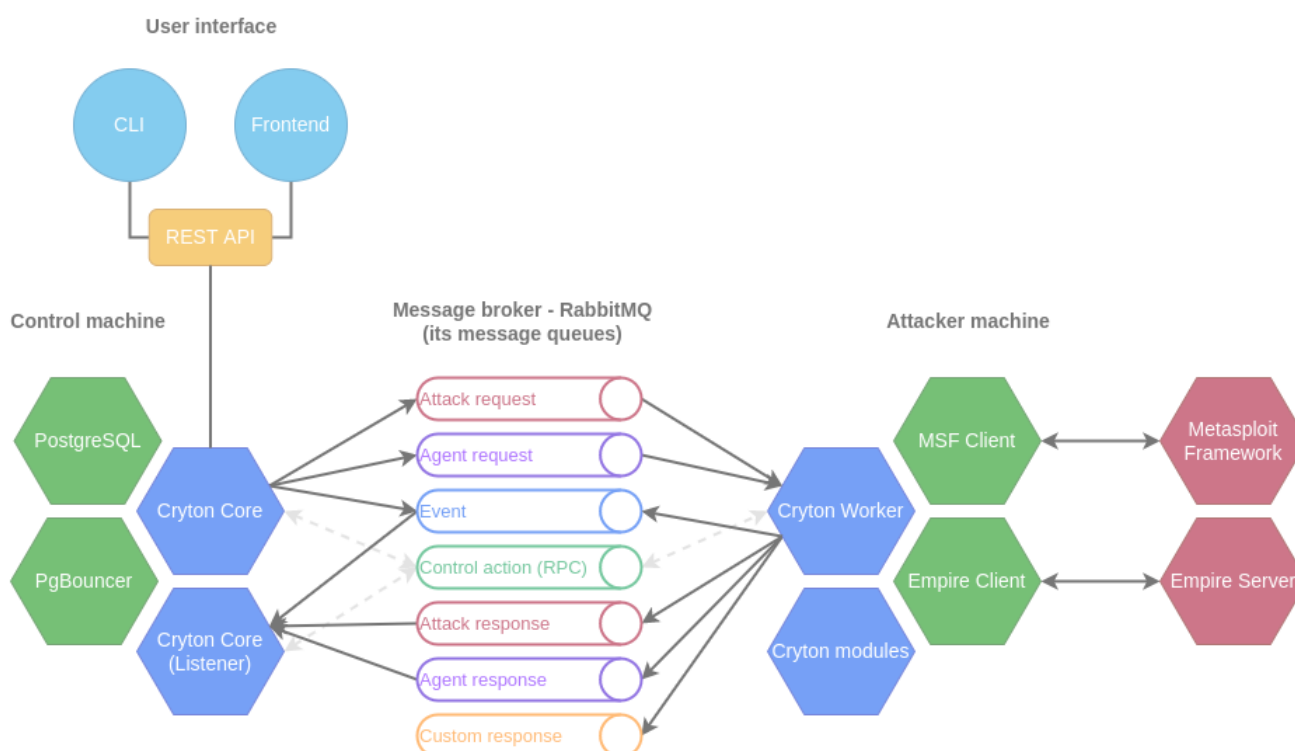 User interface
CLI
Frontend
REST API
Control machine
Message broker - RabbitMQ
(its message queues)
Attacker machine
PostgreSQL
Cryton Core
PgBouncer
Cryton Core
(Listener)
Attack request
Agent request
Event
Control action (RPC)
Attack response
Agent response
Custom response
Cryton Worker
Cryton modules
MSF Client
Empire Client
Metasploit
Framework
Empire Server